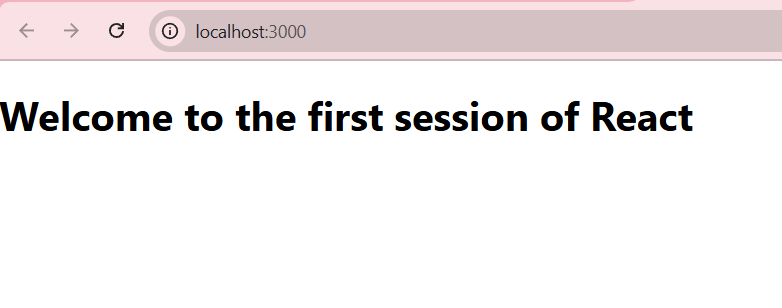 localhost:3000
Welcome to the first session of React